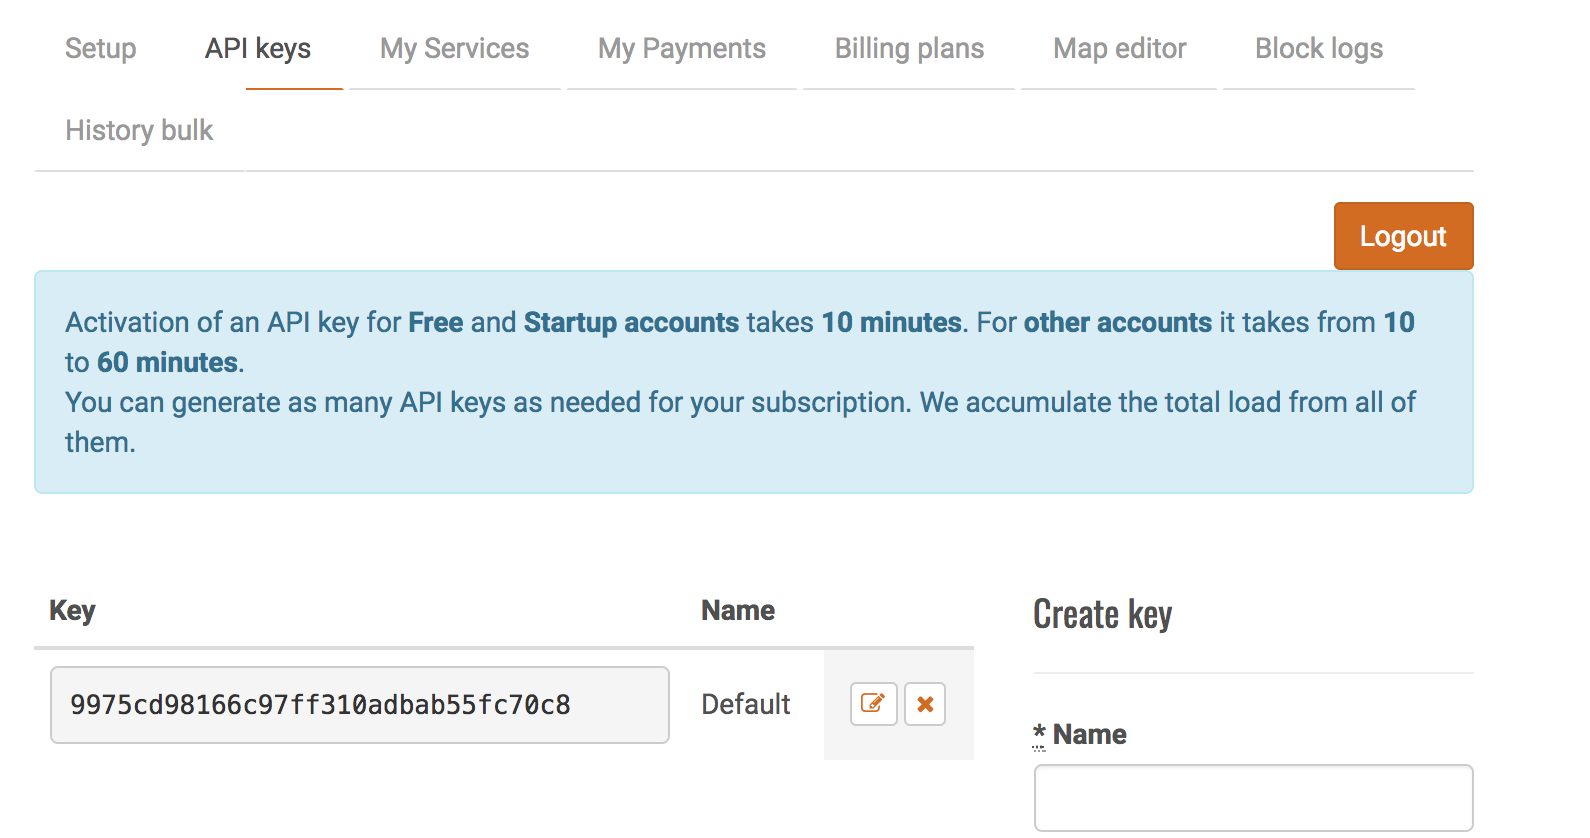 Setup API keys My Services My Payments Billing plans Map editor Block logs
History bulk
Logout
Activation of an API key for Free and Startup accounts takes 10 minutes. For other accounts it takes from 10
to 60 minutes.
You can generate as many API keys as needed for your subscription. We accumulate the total load from all of
them.
Key Name
9975cd98166c97ff310adbab55fc70c8 Default
Create key
* Name